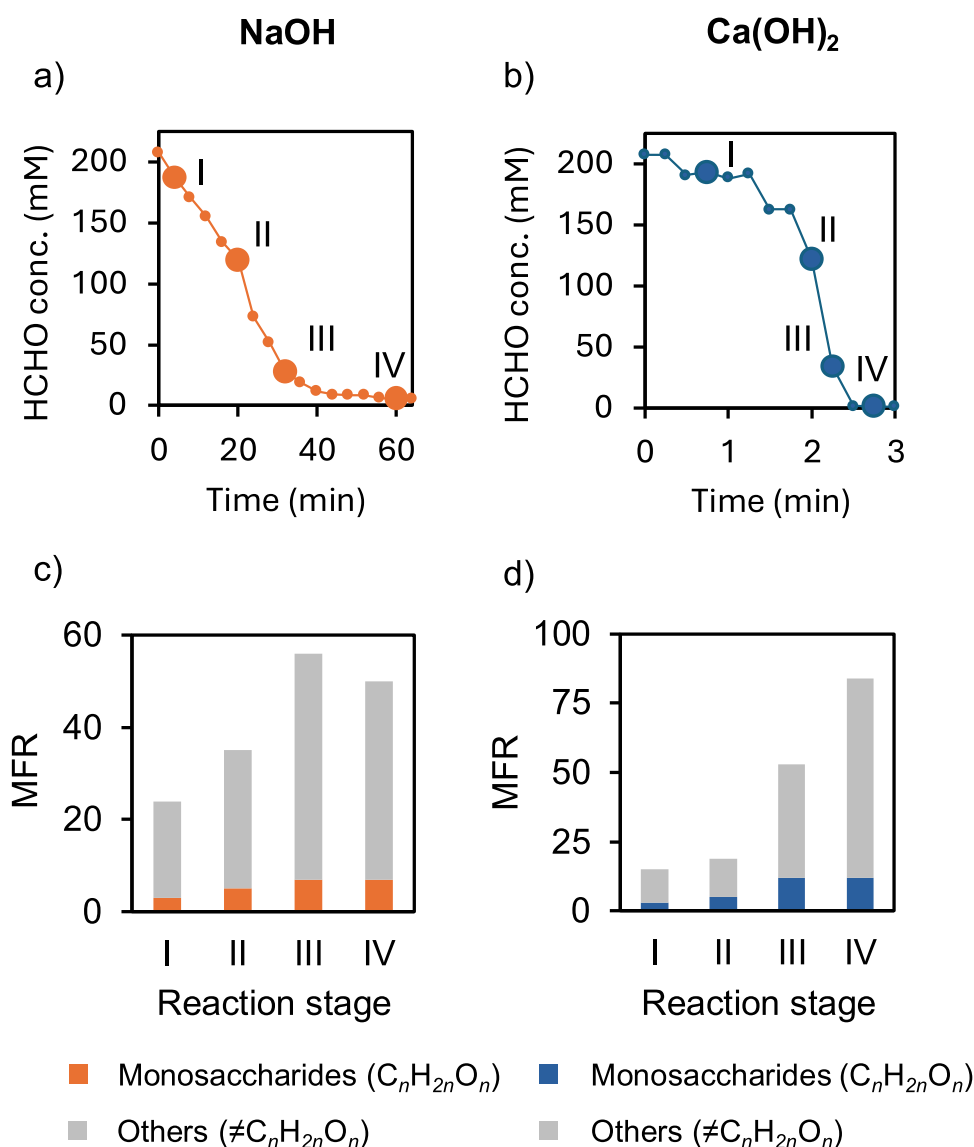 NaOH
Ca(OH)₂
a)
b)
HCHO conc. (mM)
200
150
100
50
0
I
II
III
IV
0 20 40 60
Time (min)
HCHO conc. (mM)
200
150
100
50
0
I
II
III
IV
0 1 2 3
Time (min)
c)
d)
MFR
60
40
20
0
I II III IV
Reaction stage
MFR
100
75
50
25
0
I II III IV
Reaction stage
Monosaccharides (CₙH₂ₙOₙ)
Monosaccharides (CₙH₂ₙOₙ)
Others (≠CₙH₂ₙOₙ)
Others (≠CₙH₂ₙOₙ)